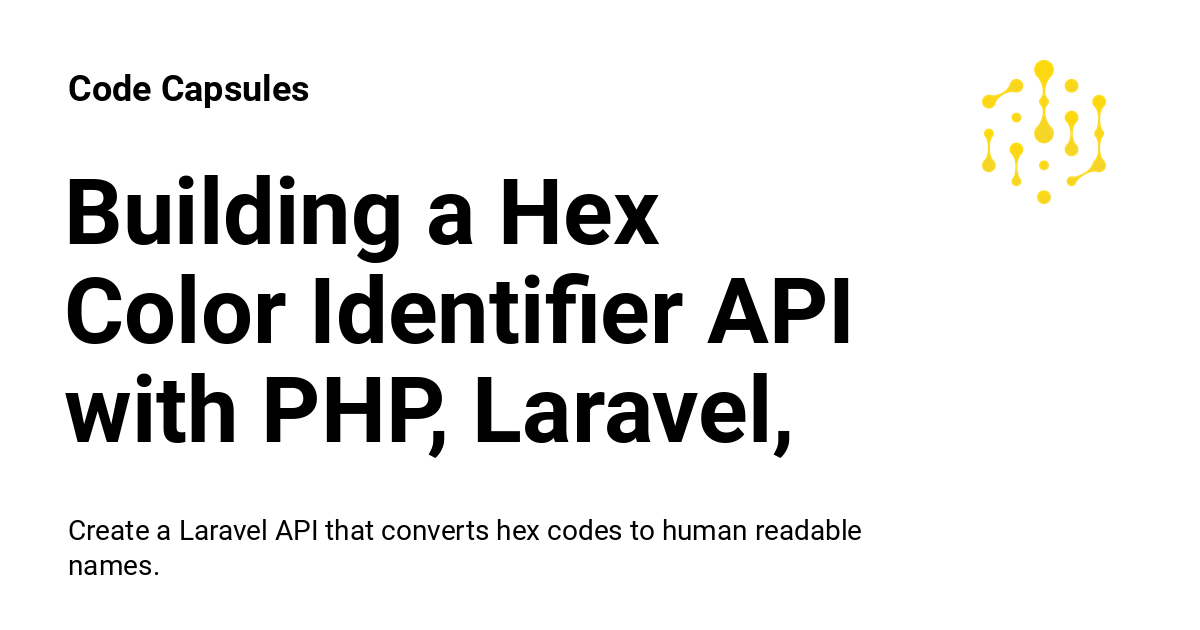 Code Capsules
Building a Hex
Color Identifier API
with PHP, Laravel,
Create a Laravel API that converts hex codes to human readable
names.